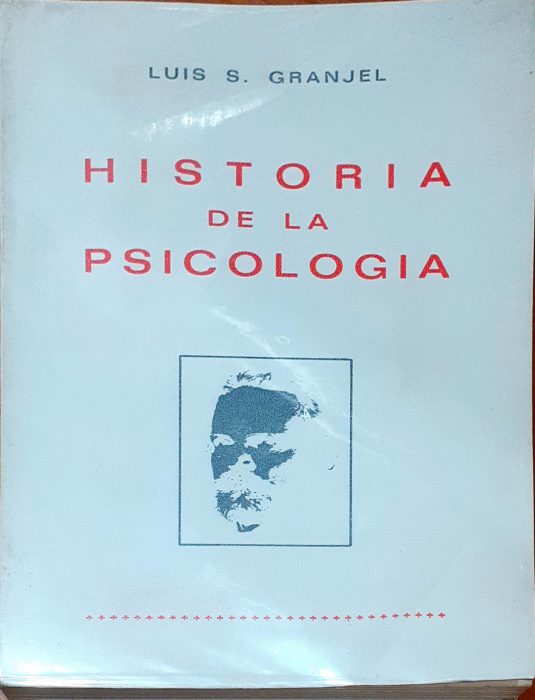 LUIS S. GRANJEL
HISTORIA
DE LA
PSICOLOGIA